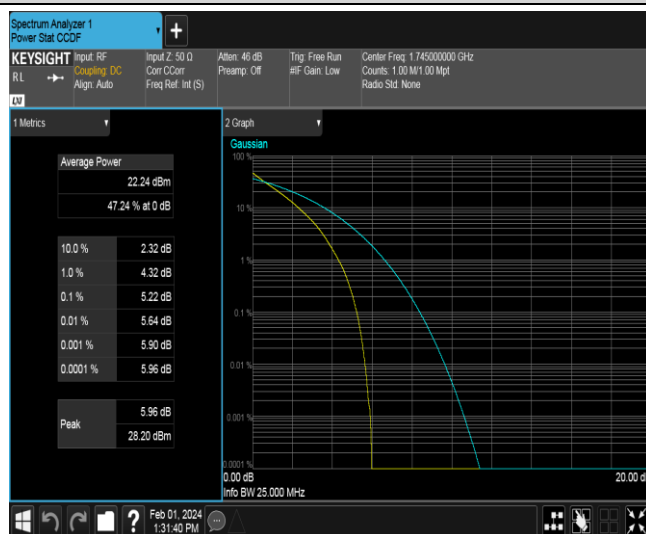 Spectrum Analyzer 1
Power Stat CCDF
+
KEYSIGHT
RL
LXI
Input: RF
Coupling: DC
Align: Auto
Input Z: 50 Ω
Corr CCorr
Freq Ref: Int (S)
Atten: 46 dB
Preamp: Off
Trig: Free Run
#IF Gain: Low
Center Freq: 1.745000000 GHz
Counts: 1.00 M/1.00 Mpt
Radio Std: None
1 Metrics
Average Power
22.24 dBm
47.24 % at 0 dB
10.0 % 2.32 dB
1.0 % 4.32 dB
0.1 % 5.22 dB
0.01 % 5.64 dB
0.001 % 5.90 dB
0.0001 % 5.96 dB
Peak 5.96 dB
28.20 dBm
2 Graph
Gaussian
100 %
10 %
1 %
0.1 %
0.01 %
0.001 %
0.0001 %
0.00 dB 20.00 d
Info BW 25.000 MHz
?
Feb 01, 2024
1:31:40 PM